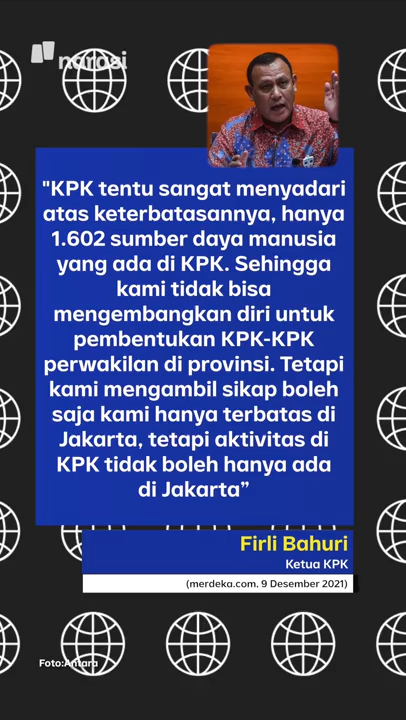 narasi
"KPK tentu sangat menyadari
atas keterbatasannya, hanya
1.602 sumber daya manusia
yang ada di KPK. Sehingga
kami tidak bisa
mengembangkan diri untuk
pembentukan KPK-KPK
perwakilan di provinsi. Tetapi
kami mengambil sikap boleh
saja kami hanya terbatas di
Jakarta, tetapi aktivitas di
KPK tidak boleh hanya ada
di Jakarta”
Firli Bahuri
Ketua KPK
(merdeka.com, 9 Desember 2021)
Foto:Antara